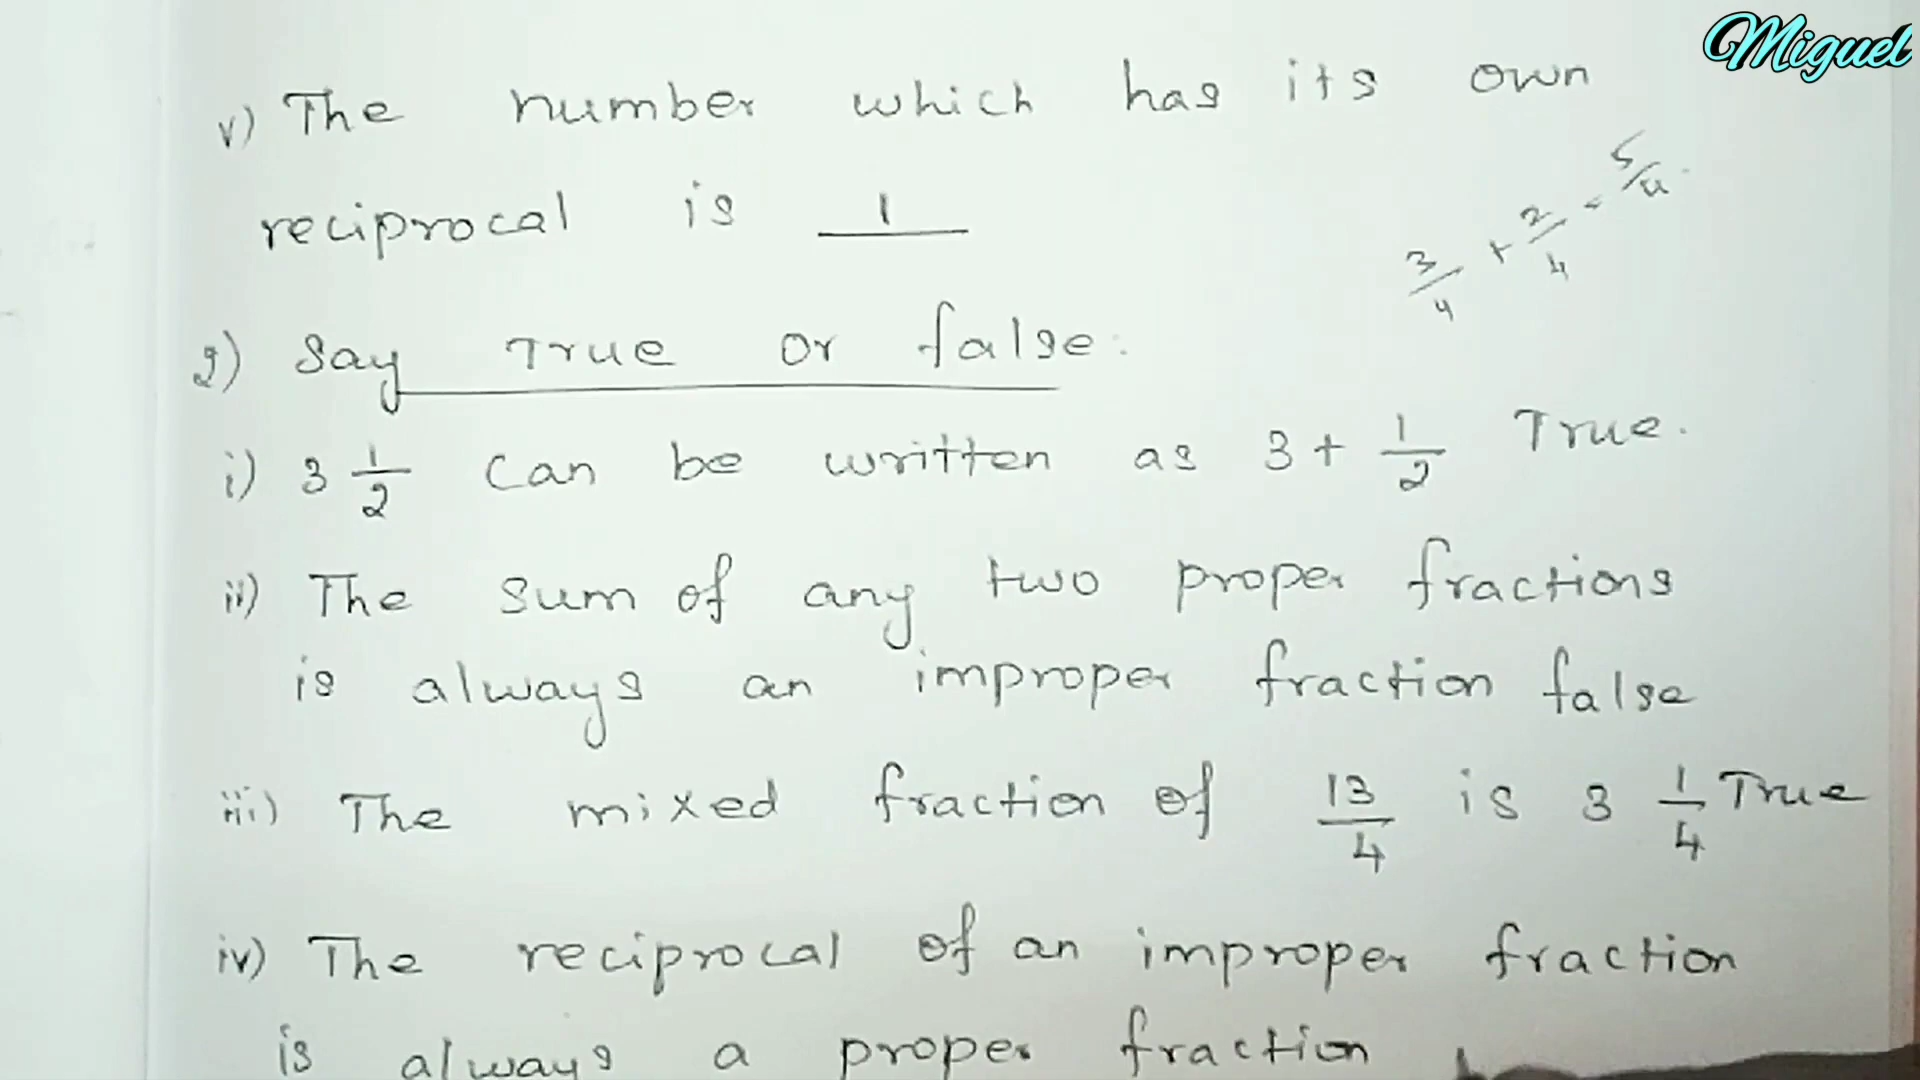 Miguel
v) The number which has its own
reciprocal is 1
3/4 + 2/4 = 5/4
2) Say True or false:
i) 3 1/2 can be written as 3 + 1/2 True.
ii) The sum of any two proper fractions
is always an improper fraction false
iii) The mixed fraction of 13/4 is 3 1/4 True
iv) The reciprocal of an improper fraction
is always a proper fraction